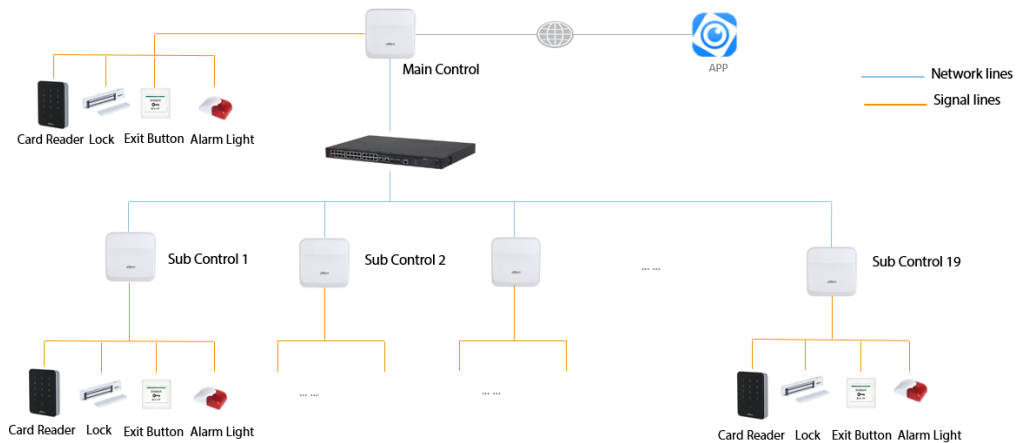 Main Control
APP
Network lines
Signal lines
Card Reader
Lock
Exit Button
Alarm Light
Sub Control 1
Sub Control 2
... ...
Sub Control 19
... ...
... ...
Card Reader
Lock
Exit Button
Alarm Light
Card Reader
Lock
Exit Button
Alarm Light